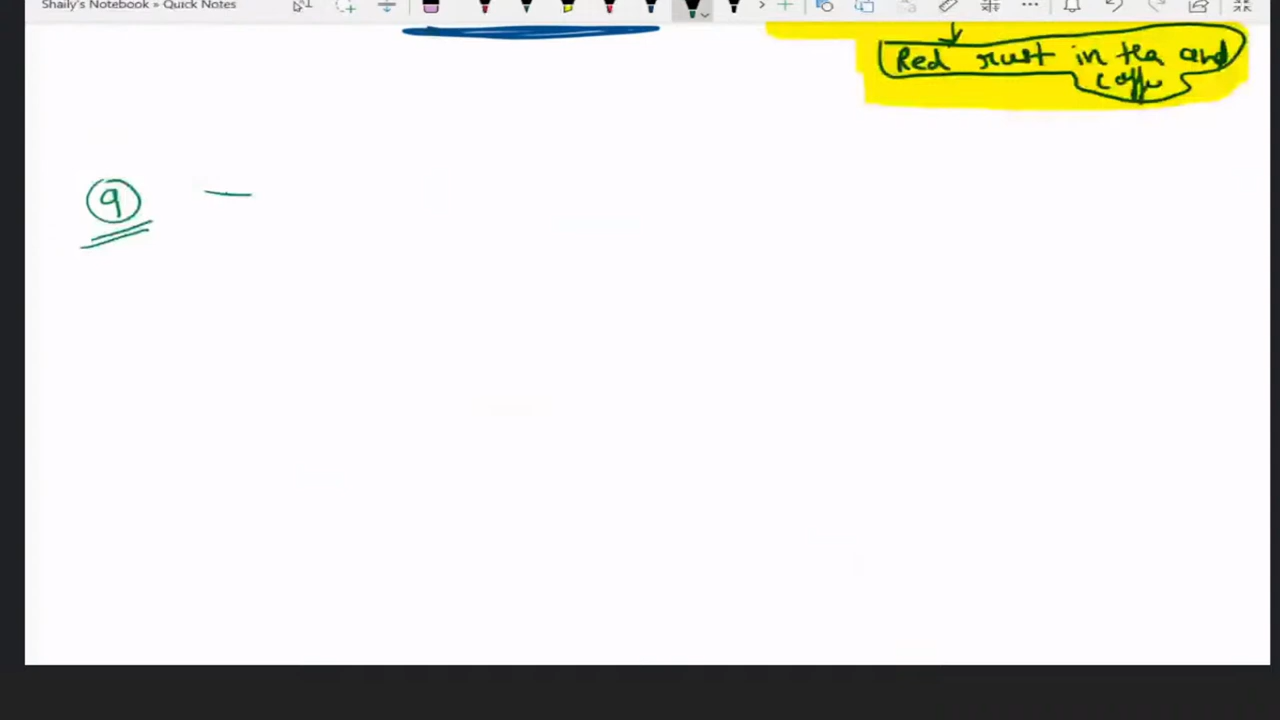 Shaily's Notebook » Quick Notes
Red rust in tea and
coffee
9 —